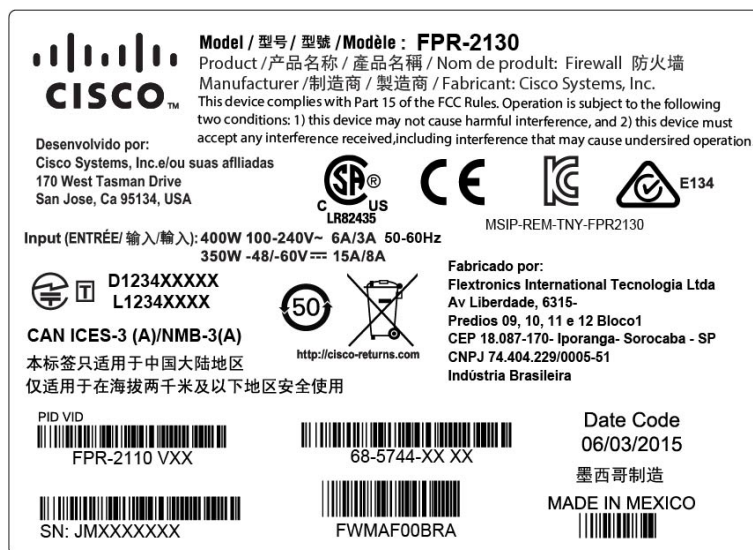 CISCO TM
Model / 型号 / 型號 /Modèle : FPR-2130
Product /产品名称 / 產品名稱 / Nom de prodult: Firewall 防火墙
Manufacturer /制造商 / 製造商 / Fabricant: Cisco Systems, Inc.
This device complies with Part 15 of the FCC Rules. Operation is subject to the following
two conditions: 1) this device may not cause harmful interference, and 2) this device must
accept any interference received,including interference that may cause undersired operation.
Desenvolvido por:
Cisco Systems, Inc.e/ou suas aflliadas
170 West Tasman Drive
San Jose, Ca 95134, USA
SA ®
C US
LR82435
CE
KC
E134
MSIP-REM-TNY-FPR2130
Input (ENTRÉE/ 输入/輸入): 400W 100-240V~ 6A/3A 50-60Hz
350W -48/-60V⎓ 15A/8A
T
D1234XXXXX
L1234XXXX
50
http://cisco-returns.com
CAN ICES-3 (A)/NMB-3(A)
本标签只适用于中国大陆地区
仅适用于在海拔两千米及以下地区安全使用
Fabricado por:
Flextronics International Tecnologia Ltda
Av Liberdade, 6315-
Predios 09, 10, 11 e 12 Bloco1
CEP 18.087-170- Iporanga- Sorocaba - SP
CNPJ 74.404.229/0005-51
Indústria Brasileira
PID VID
FPR-2110 VXX
68-5744-XX XX
SN: JMXXXXXXX
FWMAF00BRA
Date Code
06/03/2015
墨西哥制造
MADE IN MEXICO